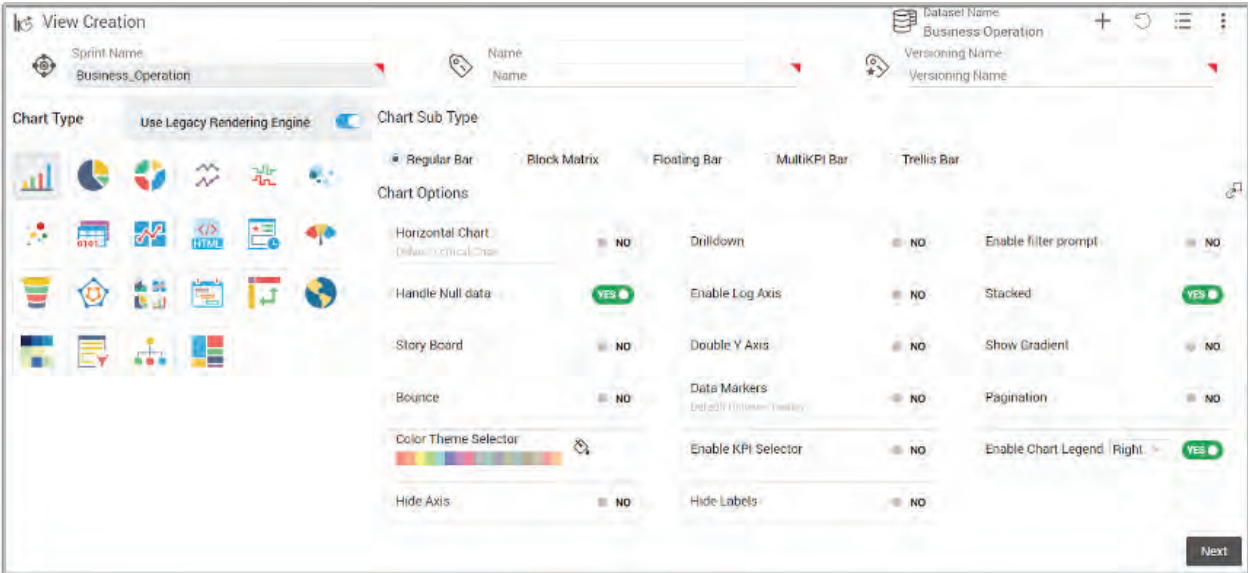 View Creation
Dataset Name
Business Operation
Sprint Name
Business_Operation
Name
Name
Versioning Name
Versioning Name
Chart Type
Use Legacy Rendering Engine
Chart Sub Type
Regular Bar
Block Matrix
Floating Bar
MultiKPI Bar
Trellis Bar
Chart Options
Horizontal Chart
NO
Drilldown
NO
Enable filter prompt
NO
Handle Null data
YES
Enable Log Axis
NO
Stacked
YES
Story Board
NO
Double Y Axis
NO
Show Gradient
NO
Bounce
NO
Data Markers
NO
Pagination
NO
Color Theme Selector
Enable KPI Selector
NO
Enable Chart Legend Right
YES
Hide Axis
NO
Hide Labels
NO
Next
0101
</>
HTML